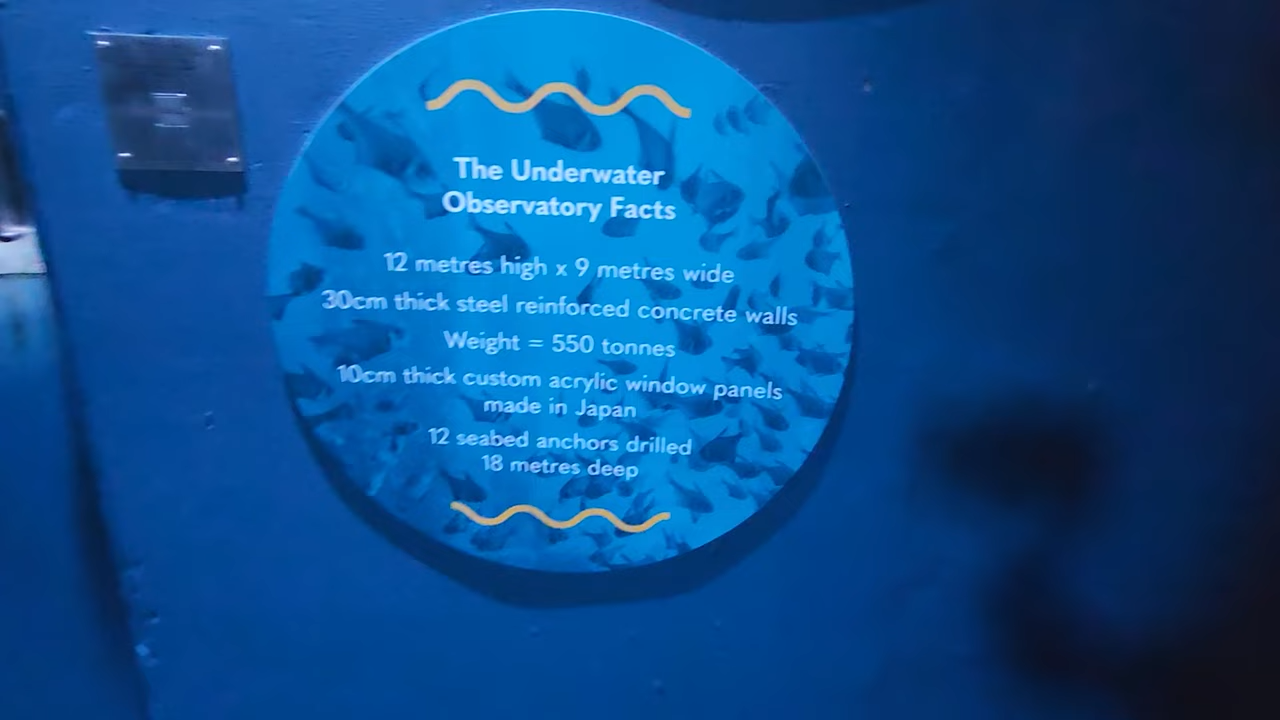 The Underwater
Observatory Facts
12 metres high x 9 metres wide
30cm thick steel reinforced concrete walls
Weight = 550 tonnes
10cm thick custom acrylic window panels
made in Japan
12 seabed anchors drilled
18 metres deep